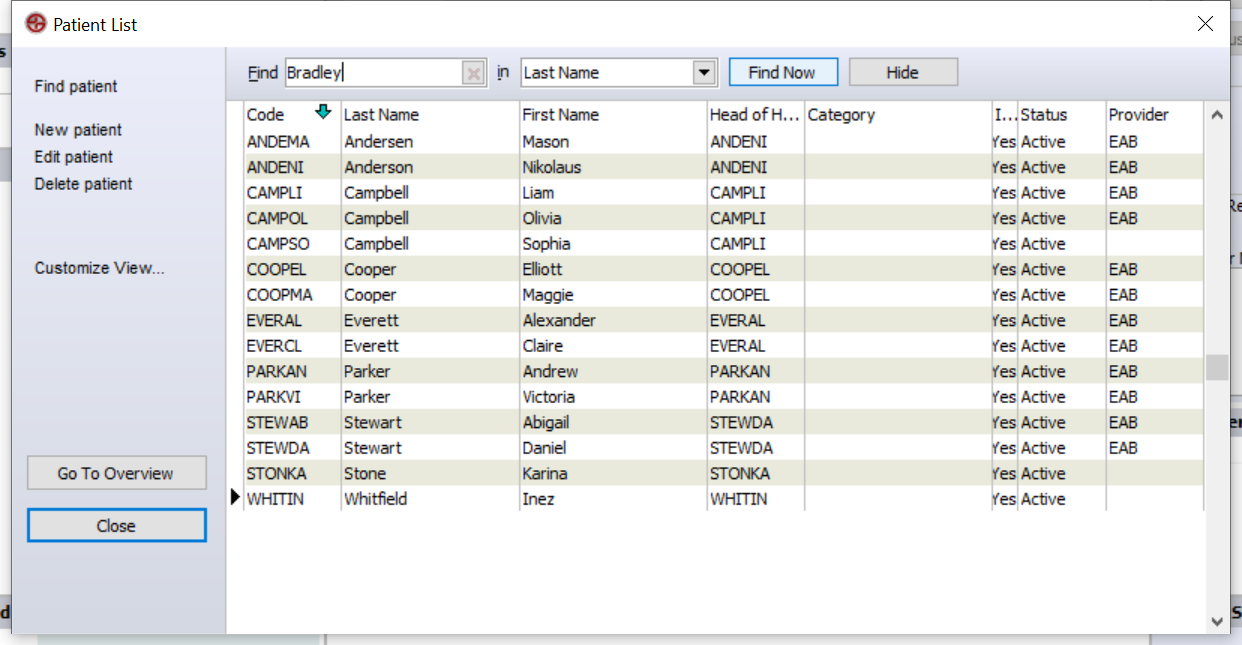 Patient List
Find patient
New patient
Edit patient
Delete patient
Customize View...
Go To Overview
Close
Find Bradley in Last Name Find Now Hide
Code Last Name First Name Head of H... Category I... Status Provider
ANDEMA Andersen Mason ANDENI Yes Active EAB
ANDENI Anderson Nikolaus ANDENI Yes Active EAB
CAMPLI Campbell Liam CAMPLI Yes Active EAB
CAMPOL Campbell Olivia CAMPLI Yes Active EAB
CAMPSO Campbell Sophia CAMPLI Yes Active
COOPEL Cooper Elliott COOPEL Yes Active EAB
COOPMA Cooper Maggie COOPEL Yes Active EAB
EVERAL Everett Alexander EVERAL Yes Active EAB
EVERCL Everett Claire EVERAL Yes Active EAB
PARKAN Parker Andrew PARKAN Yes Active EAB
PARKVI Parker Victoria PARKAN Yes Active EAB
STEWAB Stewart Abigail STEWDA Yes Active EAB
STEWDA Stewart Daniel STEWDA Yes Active EAB
STONKA Stone Karina STONKA Yes Active
WHITIN Whitfield Inez WHITIN Yes Active